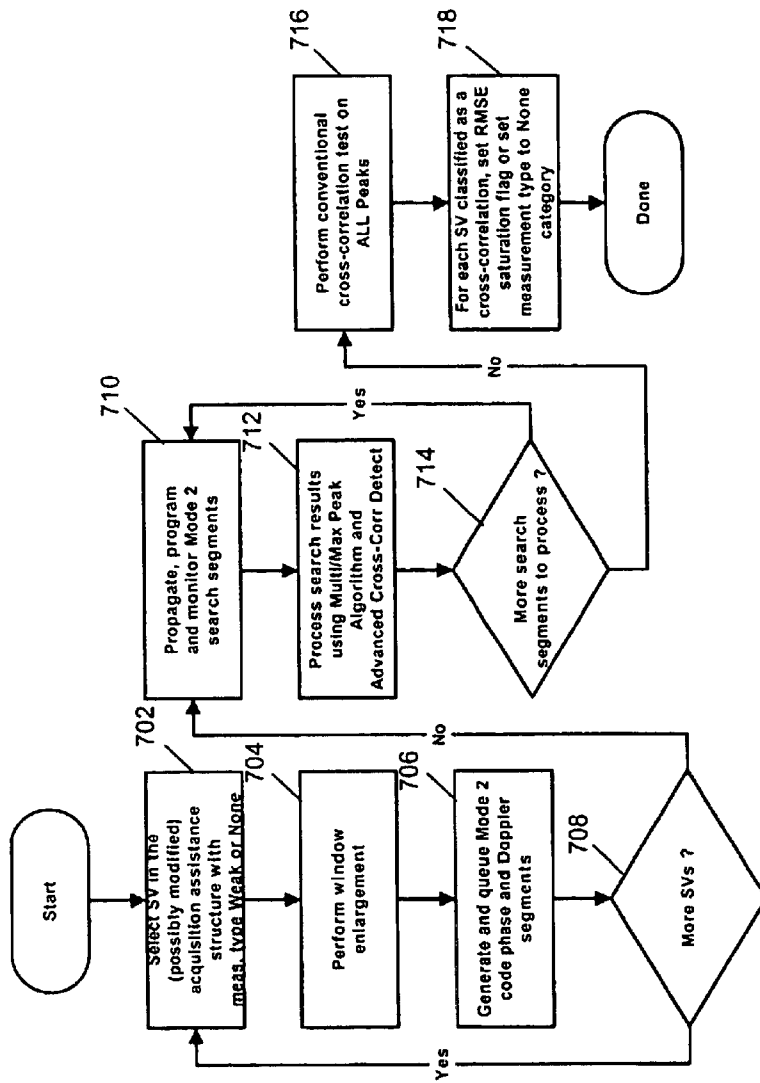 Start
702
Select SV in the
(possibly modified)
acquisition assistance
structure with
meas. type Weak or None
704
Perform window
enlargement
706
Generate and queue Mode 2
code phase and Doppler
segments
708
More SVs ?
Yes
No
710
Propagate, program
and monitor Mode 2
search segments
712
Process search results
using Multi/Max Peak
Algorithm and
Advanced Cross-Corr Detect
714
More search
segments to process ?
Yes
No
716
Perform conventional
cross-correlation test on
ALL Peaks
718
For each SV classified as a
cross-correlation, set RMSE
saturation flag or set
measurement type to None
category
Done